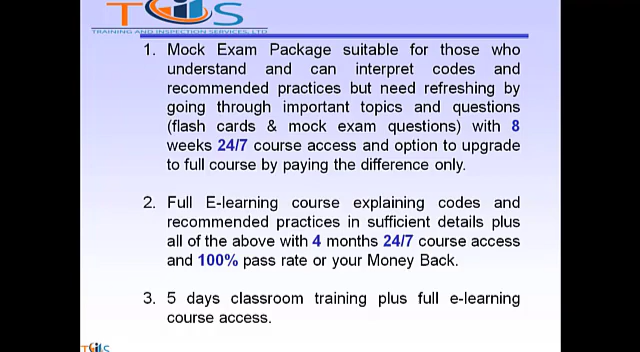 TIS
TRAINING AND INSPECTION SERVICES, LTD
1. Mock Exam Package suitable for those who
understand and can interpret codes and
recommended practices but need refreshing by
going through important topics and questions
(flash cards & mock exam questions) with 8
weeks 24/7 course access and option to upgrade
to full course by paying the difference only.
2. Full E-learning course explaining codes and
recommended practices in sufficient details plus
all of the above with 4 months 24/7 course access
and 100% pass rate or your Money Back.
3. 5 days classroom training plus full e-learning
course access.
TIS